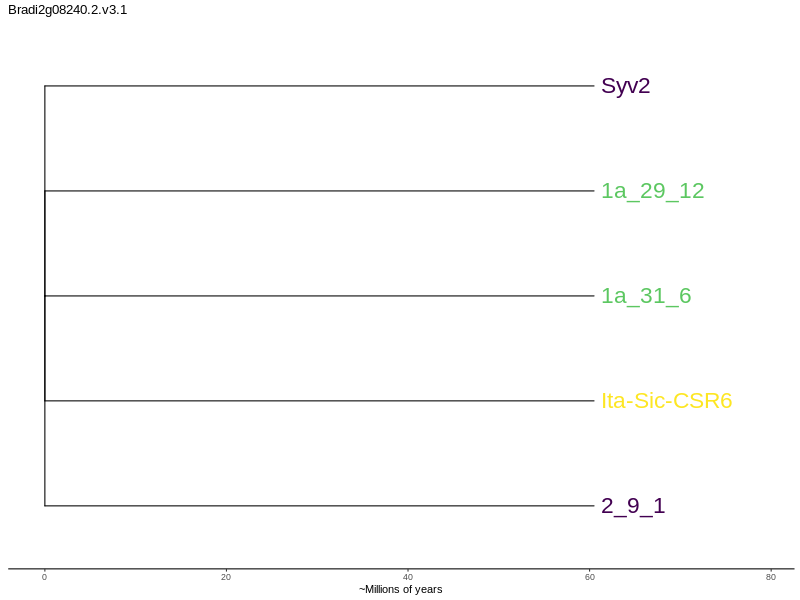 Bradi2g08240.2.v3.1
Syv2
1a_29_12
1a_31_6
Ita-Sic-CSR6
2_9_1
0 20 40 60 80
~Millions of years